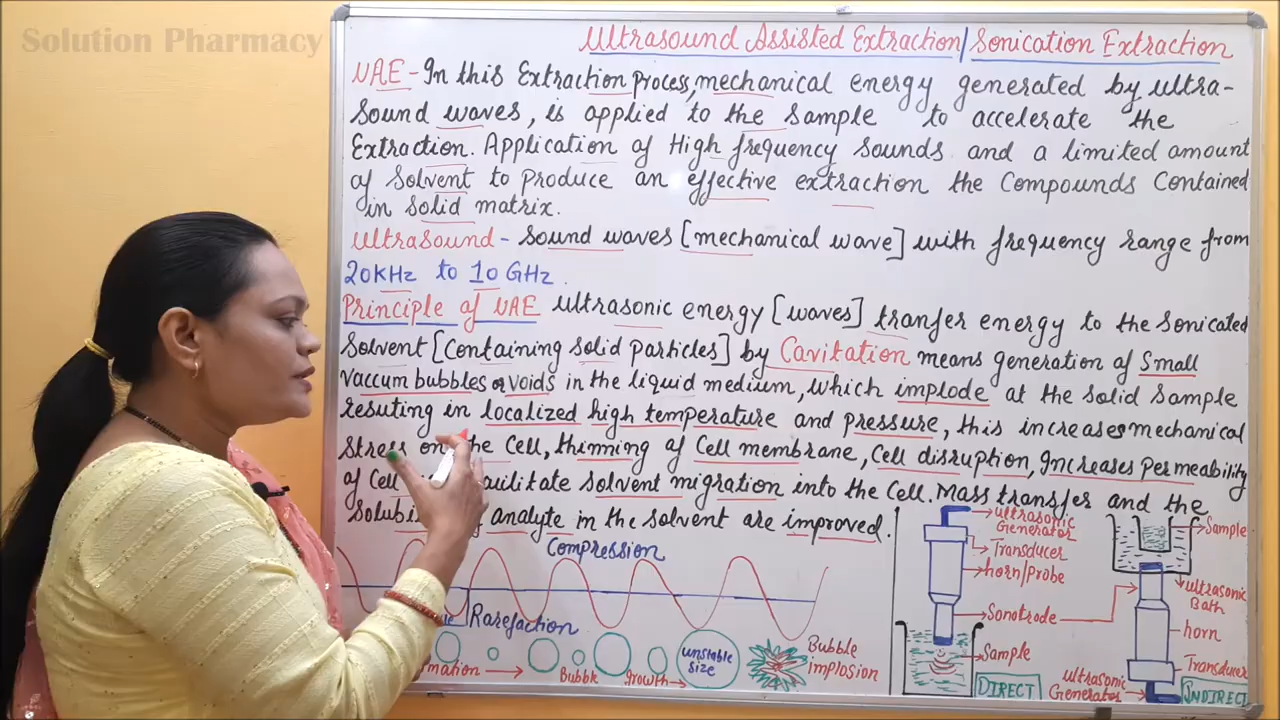 Solution Pharmacy
Ultrasound Assisted Extraction/Sonication Extraction
UAE - In this Extraction process, mechanical energy generated by ultra-
sound waves, is applied to the sample to accelerate the
Extraction. Application of High frequency sounds and a limited amount
of solvent to produce an effective extraction the Compounds Contained
in solid matrix.
Ultrasound - sound waves [mechanical wave] with frequency range from
20kHz to 10 GHz.
Principle of UAE ultrasonic energy [waves] transfer energy to the sonicated
solvent [containing solid particles] by Cavitation means generation of small
vaccum bubbles or voids in the liquid medium, which implode at the solid sample
resuting in localized high temperature and pressure, this increases mechanical
stress on the cell, thinning of cell membrane, cell disruption, increases permeability
of cell solvent migration into the cell. Mass transfer and the
analyte in the solvent are improved.
Compression
Rarefaction
Bubble
growth
unstable
size
Bubble
implosion
ultrasonic
Generator
Transducer
horn/Probe
Sonotrode
Sample
DIRECT
Sample
ultrasonic
Bath
horn
Transducer
ultrasonic
Generator
INDIRECT